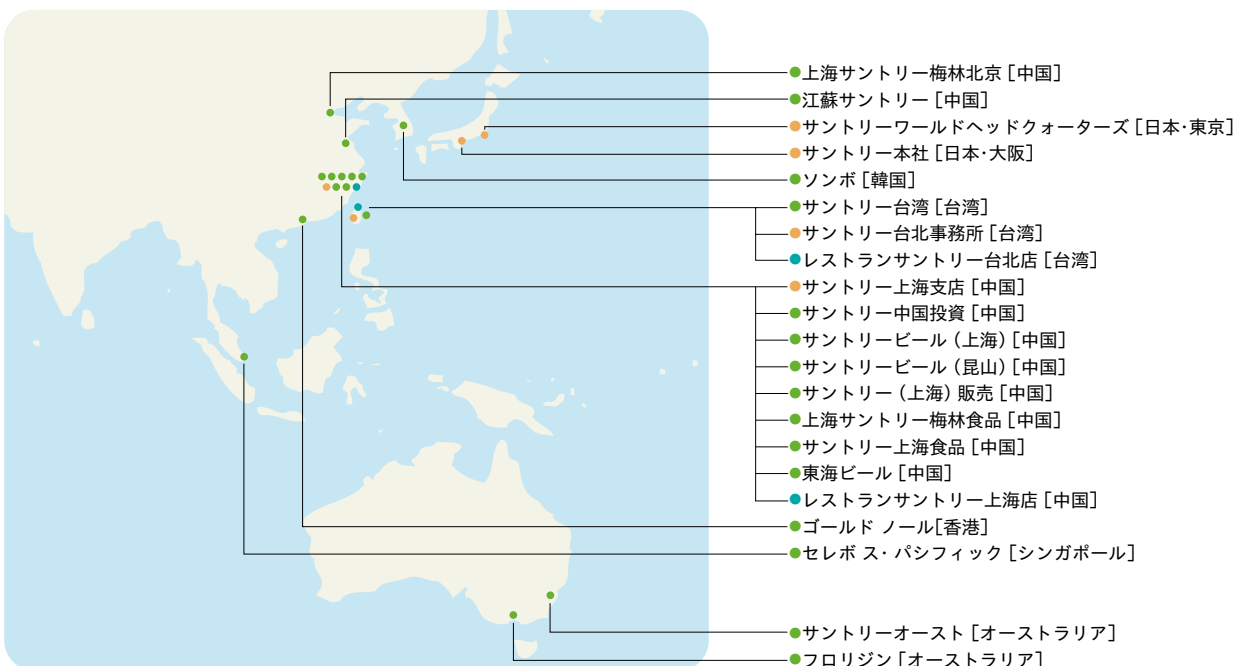 上海サントリー梅林北京［中国］
江蘇サントリー［中国］
サントリーワールドヘッドクォーターズ［日本・東京］
サントリー本社［日本・大阪］
ソンボ［韓国］
サントリー台湾［台湾］
サントリー台北事務所［台湾］
レストランサントリー台北店［台湾］
サントリー上海支店［中国］
サントリー中国投資［中国］
サントリービール（上海）［中国］
サントリービール（昆山）［中国］
サントリー（上海）販売［中国］
上海サントリー梅林食品［中国］
サントリー上海食品［中国］
東海ビール［中国］
レストランサントリー上海店［中国］
ゴールド ノール［香港］
セレボ ス・パシフィック［シンガポール］
サントリーオースト［オーストラリア］
フロリジン［オーストラリア］